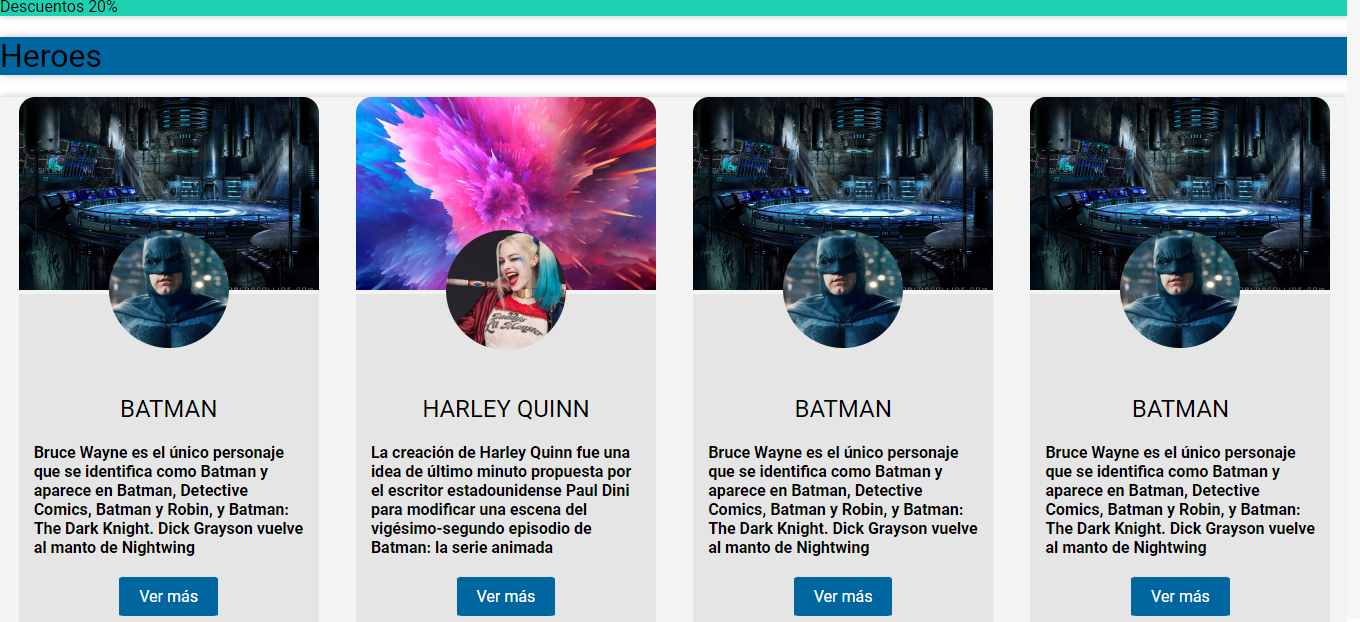 Descuentos 20%
Heroes
BATMAN
Bruce Wayne es el único personaje
que se identifica como Batman y
aparece en Batman, Detective
Comics, Batman y Robin, y Batman:
The Dark Knight. Dick Grayson vuelve
al manto de Nightwing
Ver más
Daddy's
Lil Monster
HARLEY QUINN
La creación de Harley Quinn fue una
idea de último minuto propuesta por
el escritor estadounidense Paul Dini
para modificar una escena del
vigésimo-segundo episodio de
Batman: la serie animada
Ver más
BATMAN
Bruce Wayne es el único personaje
que se identifica como Batman y
aparece en Batman, Detective
Comics, Batman y Robin, y Batman:
The Dark Knight. Dick Grayson vuelve
al manto de Nightwing
Ver más
BATMAN
Bruce Wayne es el único personaje
que se identifica como Batman y
aparece en Batman, Detective
Comics, Batman y Robin, y Batman:
The Dark Knight. Dick Grayson vuelve
al manto de Nightwing
Ver más